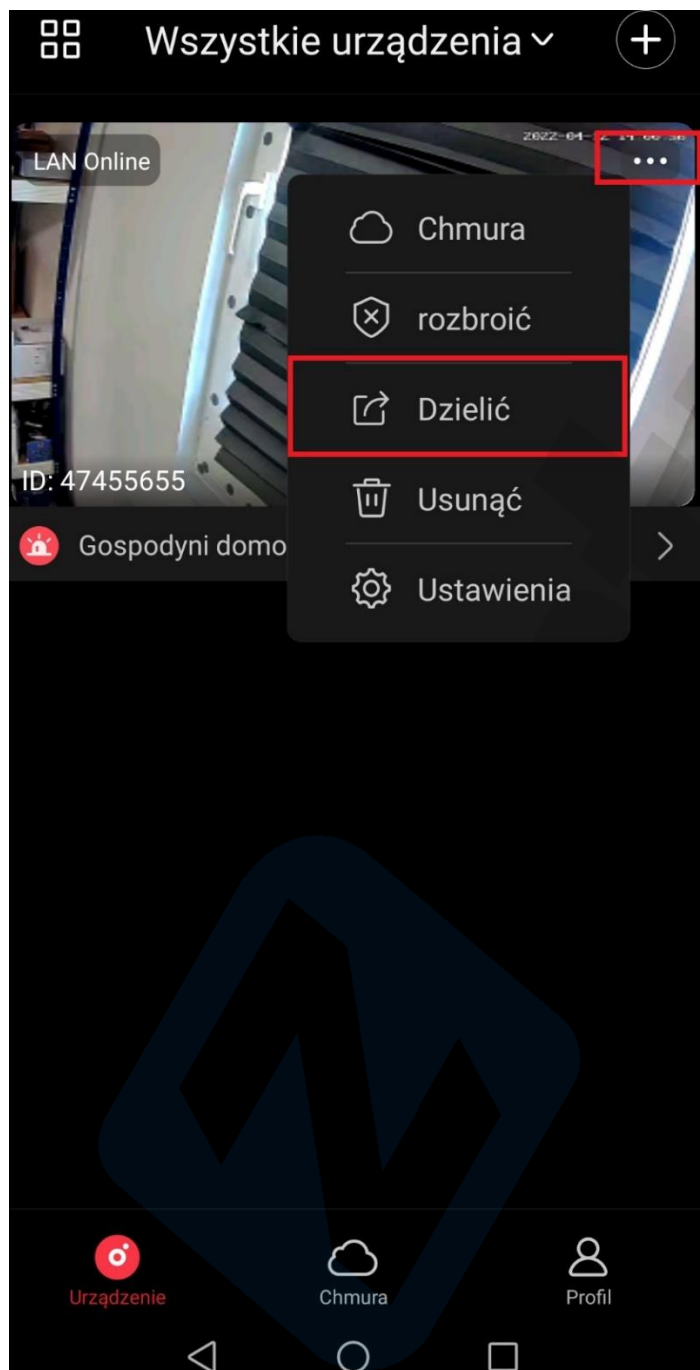 Wszystkie urządzenia
LAN Online
Chmura
rozbroić
Dzielić
ID: 47455655
Usunąć
Gospodyni domo
Ustawienia
Urządzenie
Chmura
Profil